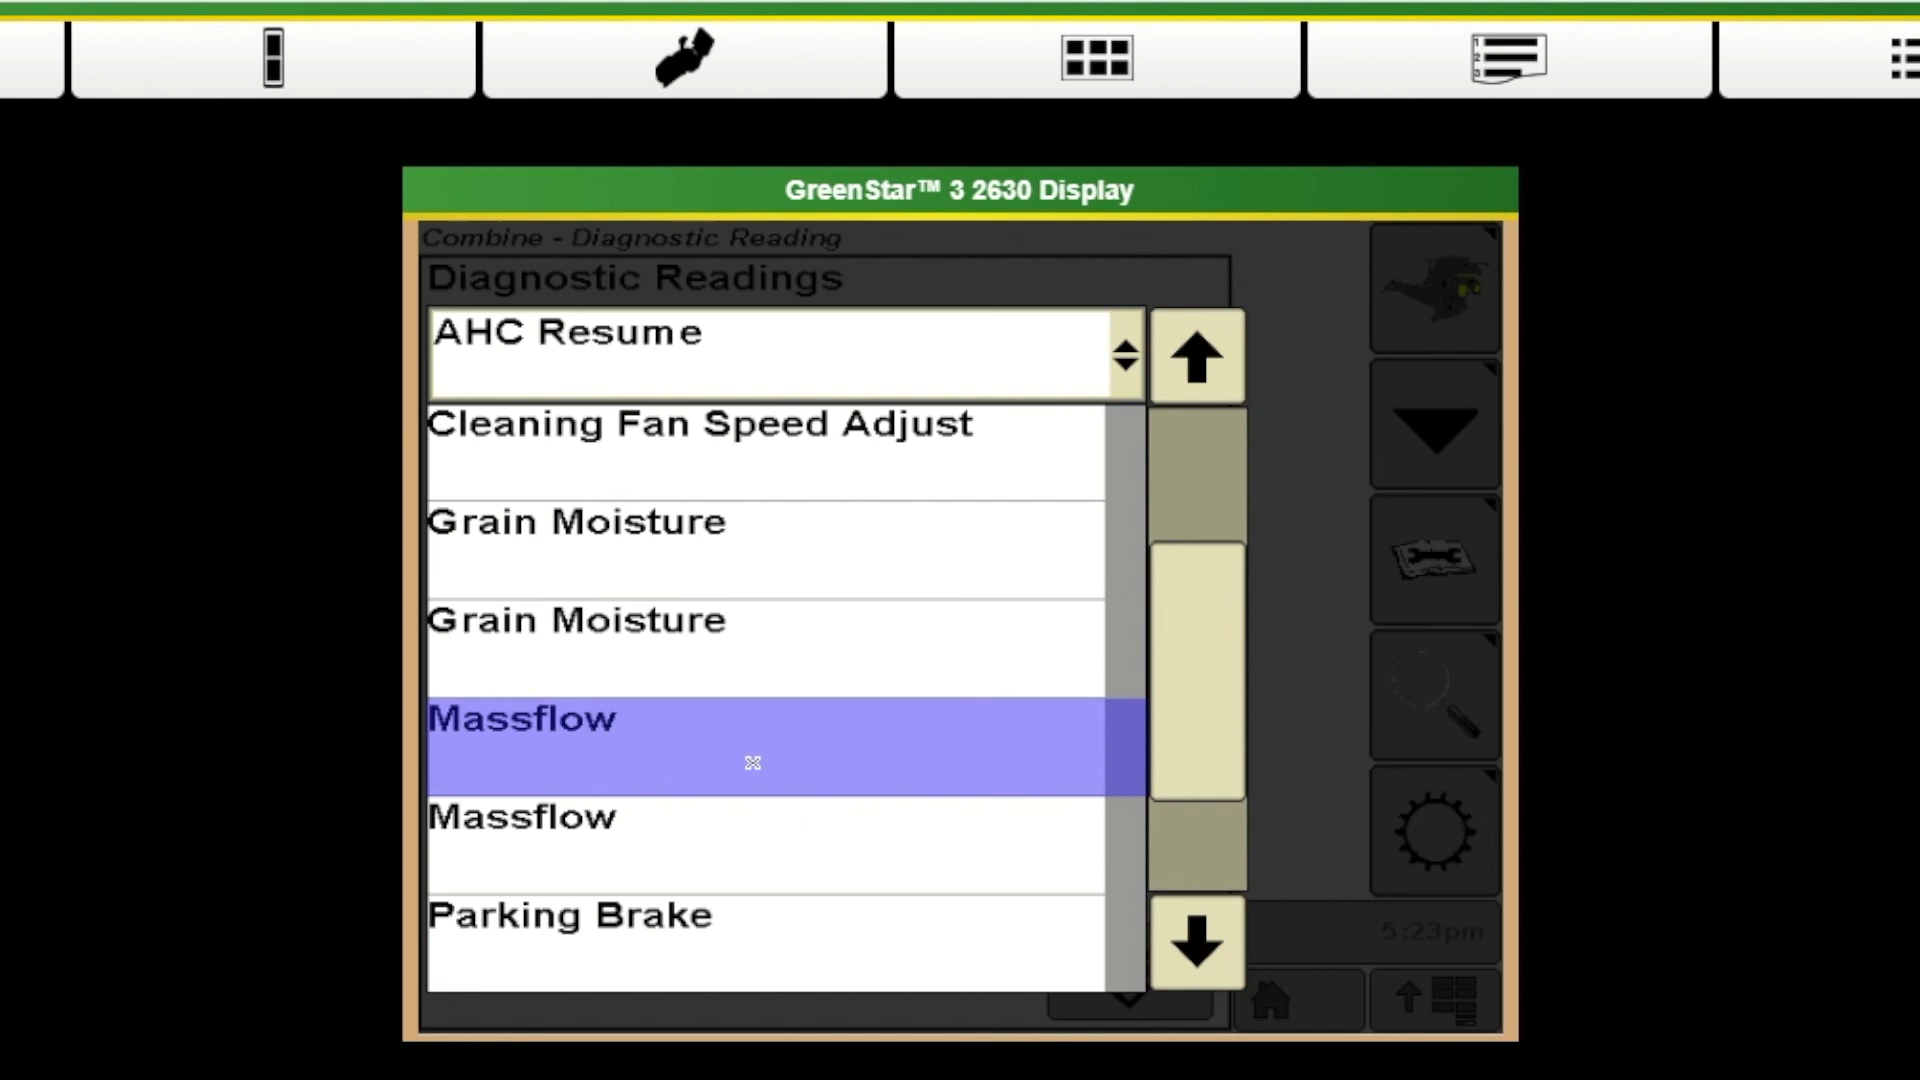 GreenStar™ 3 2630 Display
Combine - Diagnostic Reading
Diagnostic Readings
AHC Resume
Cleaning Fan Speed Adjust
Grain Moisture
Grain Moisture
Massflow
Massflow
Parking Brake
5:23pm